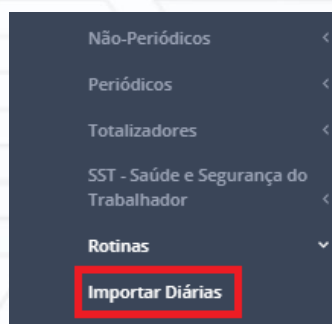 Não-Periódicos
Periódicos
Totalizadores
SST - Saúde e Segurança do
Trabalhador
Rotinas
Importar Diárias